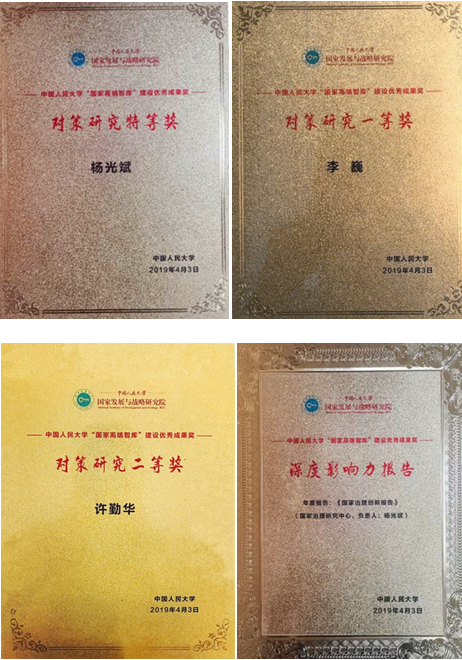 中国人民大学
国家发展与战略研究院
中国人民大学“国家高端智库”建设优秀成果奖
对策研究特等奖
杨光斌
中国人民大学
2019年4月3日
中国人民大学
国家发展与战略研究院
中国人民大学“国家高端智库”建设优秀成果奖
对策研究一等奖
李 巍
中国人民大学
2019年4月3日
中国人民大学
国家发展与战略研究院
National Academy of Development and Strategy, RUC
中国人民大学“国家高端智库”建设优秀成果奖
对策研究二等奖
许勤华
中国人民大学
2019年4月3日
中国人民大学
国家发展与战略研究院
中国人民大学“国家高端智库”建设优秀成果奖
深度影响力报告
年度报告：《国家治理创新报告》
（国家治理研究中心、负责人：杨光斌）
中国人民大学
2019年4月3日